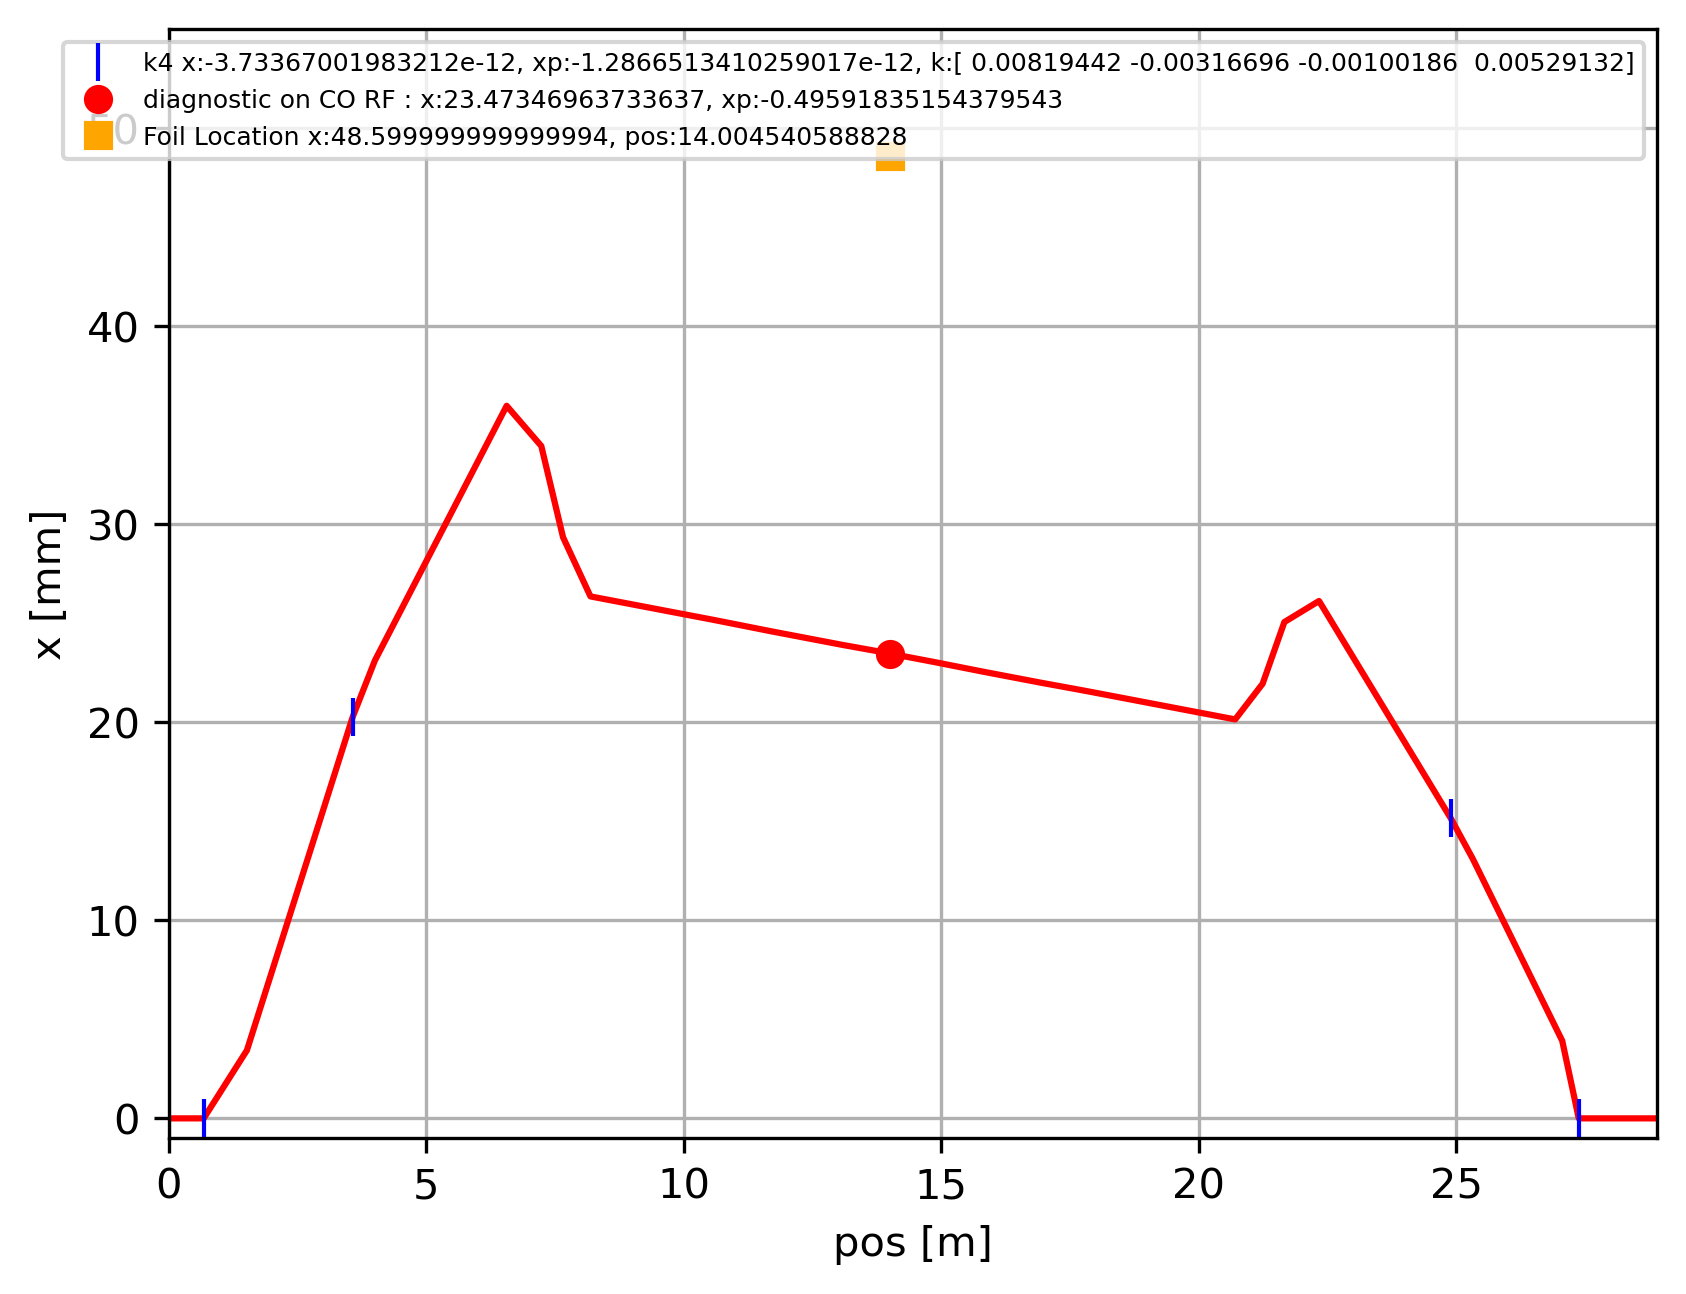 k4 x:-3.73367001983212e-12, xp:-1.2866513410259017e-12, k:[ 0.00819442 -0.00316696 -0.00100186  0.00529132]
diagnostic on CO RF : x:23.47346963733637, xp:-0.49591835154379543
Foil Location x:48.599999999999994, pos:14.004540588828
50
40
30
20
10
0
x [mm]
0 5 10 15 20 25
pos [m]